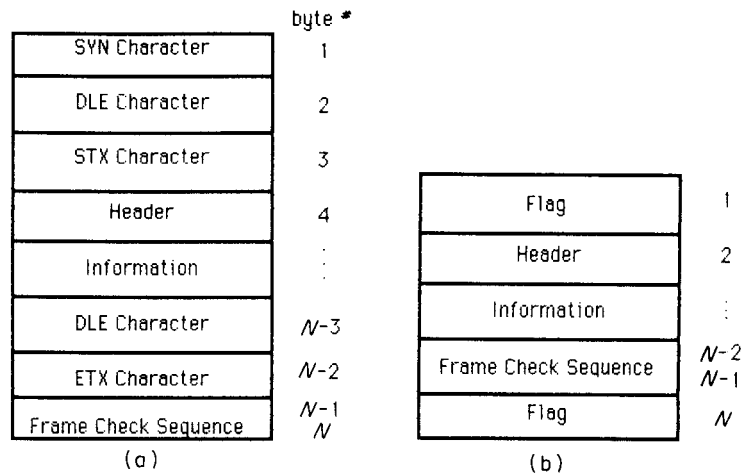 byte #
SYN Character 1
DLE Character 2
STX Character 3
Header 4
Information ⋮
DLE Character N-3
ETX Character N-2
Frame Check Sequence N-1
N
(a)
Flag 1
Header 2
Information ⋮
Frame Check Sequence N-2
N-1
Flag N
(b)